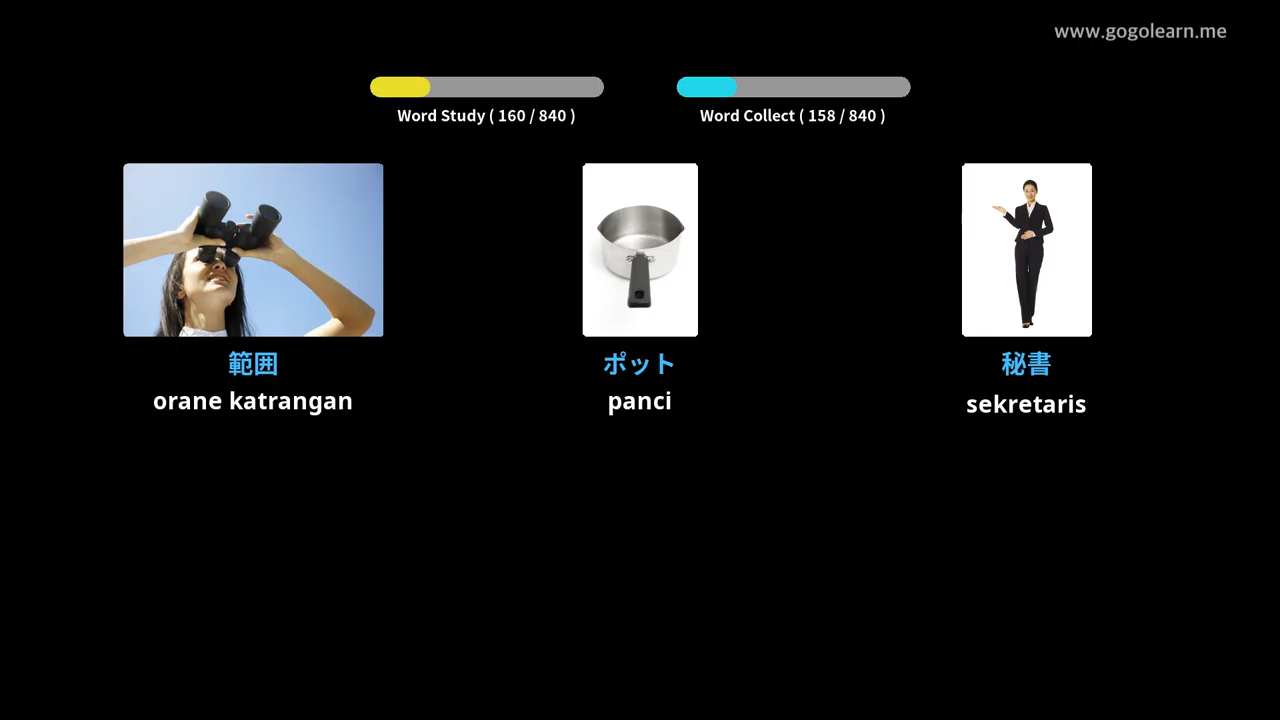 www.gogolearn.me
Word Study ( 160 / 840 )
Word Collect ( 158 / 840 )
範囲
orane katrangan
ポット
panci
秘書
sekretaris